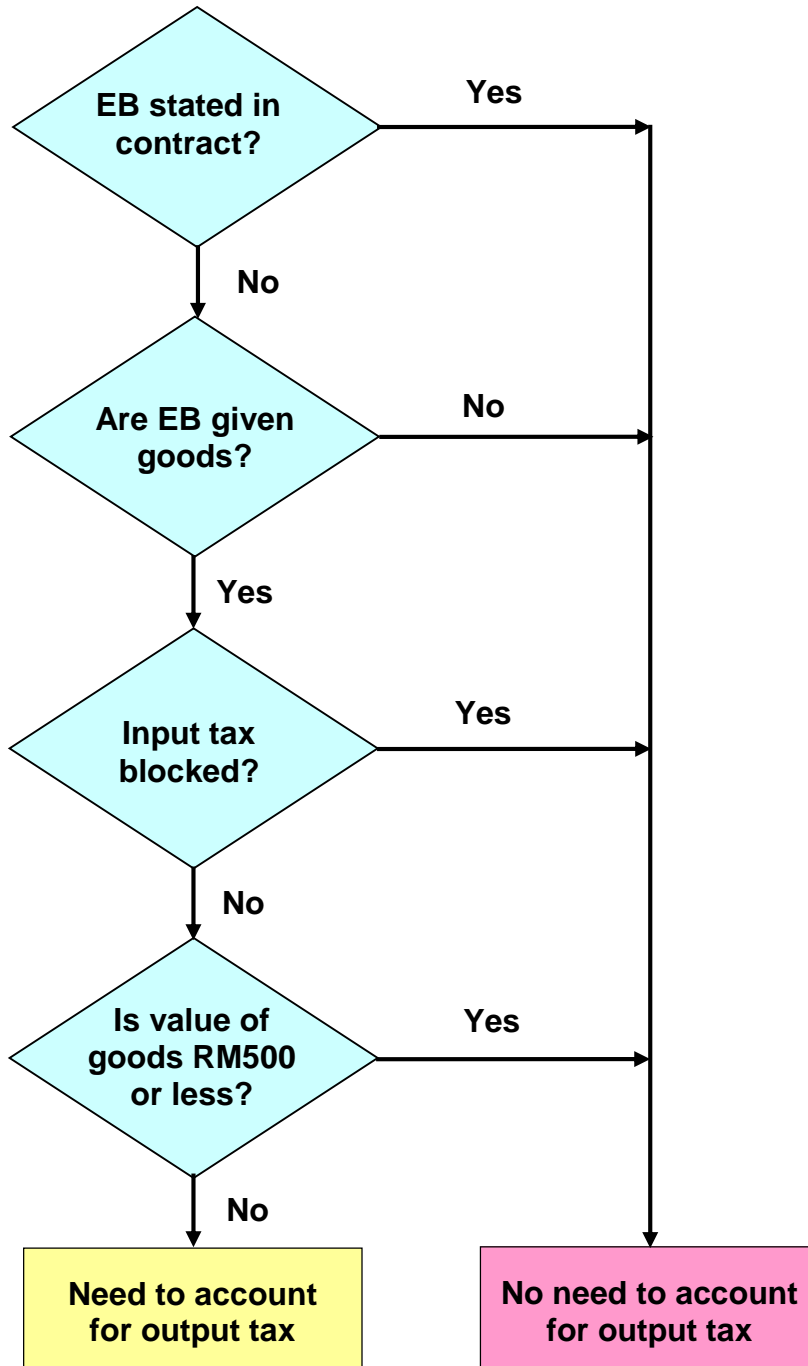 EB stated in
contract?
Yes
No
Are EB given
goods?
No
Yes
Input tax
blocked?
Yes
No
Is value of
goods RM500
or less?
Yes
No
Need to account
for output tax
No need to account
for output tax